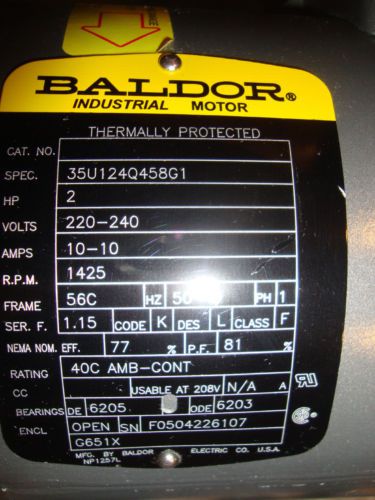 BALDOR®
INDUSTRIAL MOTOR
THERMALLY PROTECTED
CAT. NO.
SPEC. 35U124Q458G1
HP 2
VOLTS 220-240
AMPS 10-10
R.P.M. 1425
FRAME 56C HZ 50 PH 1
SER. F. 1.15 CODE K DES L CLASS F
NEMA NOM. EFF. 77 % P.F. 81 %
RATING 40C AMB-CONT
CC USABLE AT 208V N/A A
BEARINGS DE 6205 ODE 6203
ENCL OPEN SN F0504226107
G651X
MFG. BY BALDOR ELECTRIC CO. U.S.A.
NP1257L